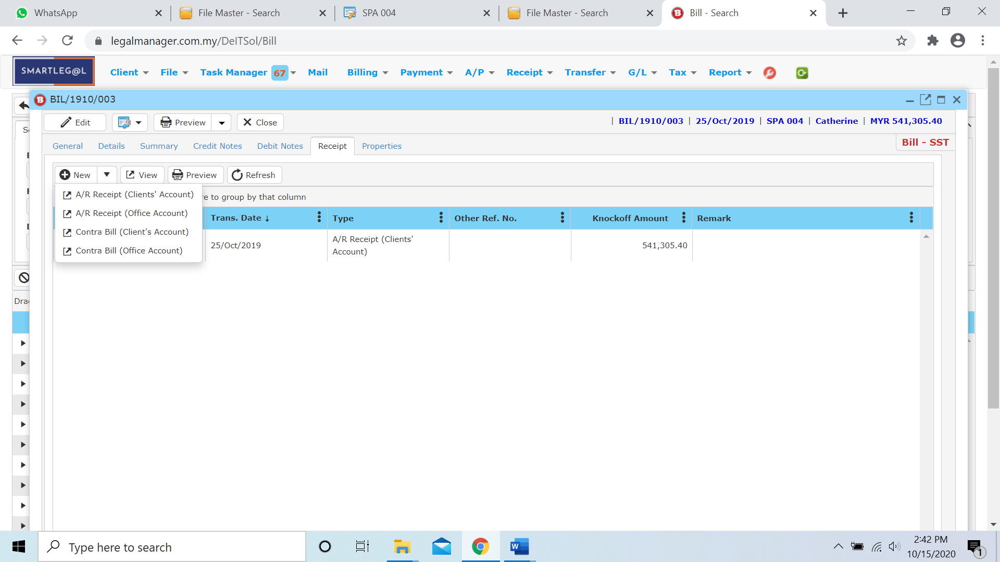 WhatsApp
File Master - Search
SPA 004
File Master - Search
Bill - Search
legalmanager.com.my/DeITSol/Bill
SMARTLEG@L
Client File Task Manager 67 Mail Billing Payment A/P Receipt Transfer G/L Tax Report
BIL/1910/003
Edit Preview Close
| BIL/1910/003 | 25/Oct/2019 | SPA 004 | Catherine | MYR 541,305.40
General Details Summary Credit Notes Debit Notes Receipt Properties
Bill - SST
New View Preview Refresh
A/R Receipt (Clients' Account)
A/R Receipt (Office Account)
Contra Bill (Client's Account)
Contra Bill (Office Account)
re to group by that column
Trans. Date ↓ Type Other Ref. No. Knockoff Amount Remark
25/Oct/2019 A/R Receipt (Clients' Account) 541,305.40
Drag
Type here to search
2:42 PM
10/15/2020
1